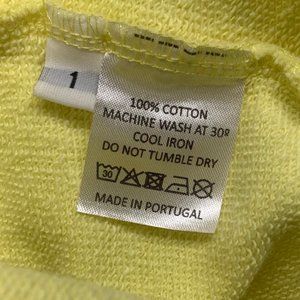 1
100% COTTON
MACHINE WASH AT 30º
COOL IRON
DO NOT TUMBLE DRY
30
MADE IN PORTUGAL